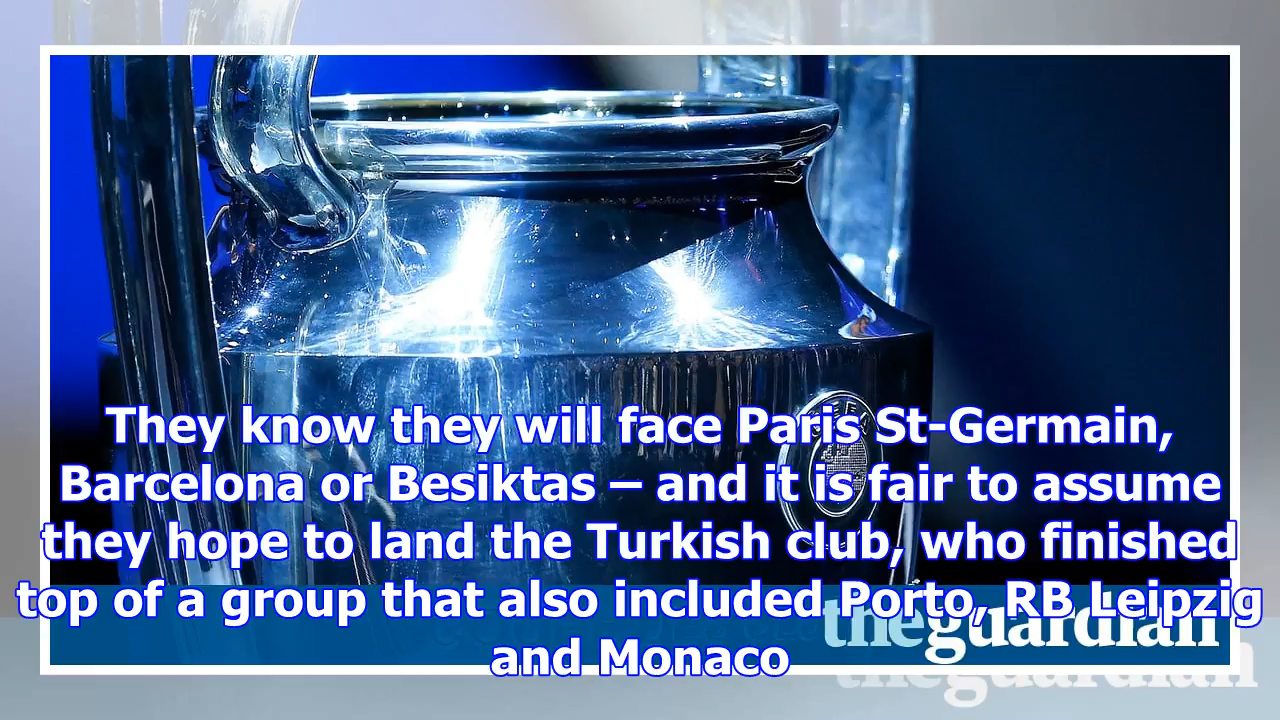 They know they will face Paris St-Germain,
Barcelona or Besiktas – and it is fair to assume
they hope to land the Turkish club, who finished
top of a group that also included Porto, RB Leipzig
and Monaco
theguardian
theguardian